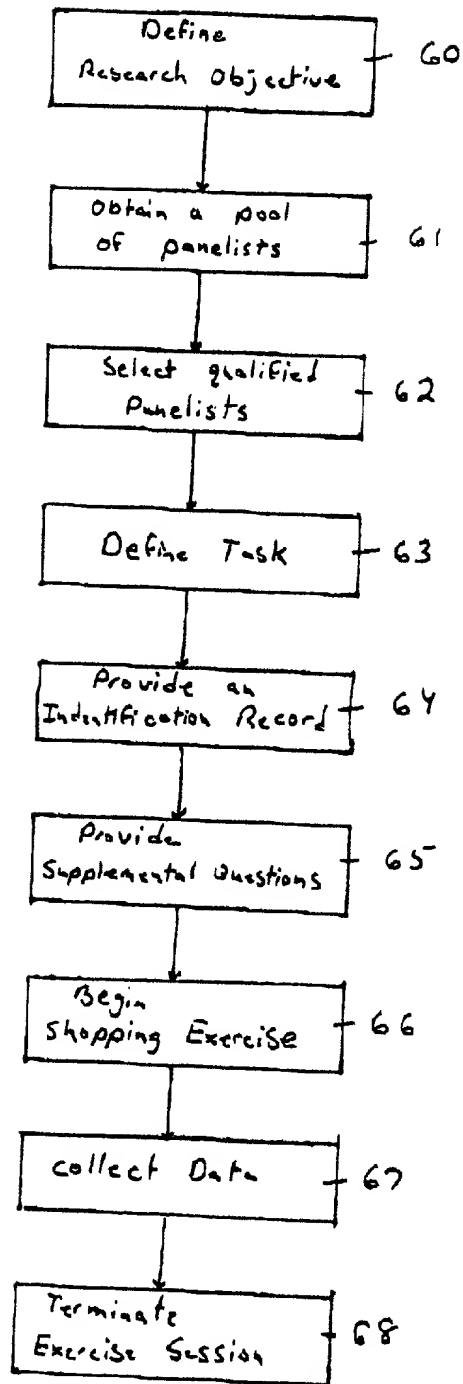 Define
Research Objective
60
Obtain a pool
of panelists
61
Select qualified
Panelists
62
Define Task
63
Provide an
Indentification Record
64
Provide
Supplemental Questions
65
Begin
Shopping Exercise
66
collect Data
67
Terminate
Exercise Session
68